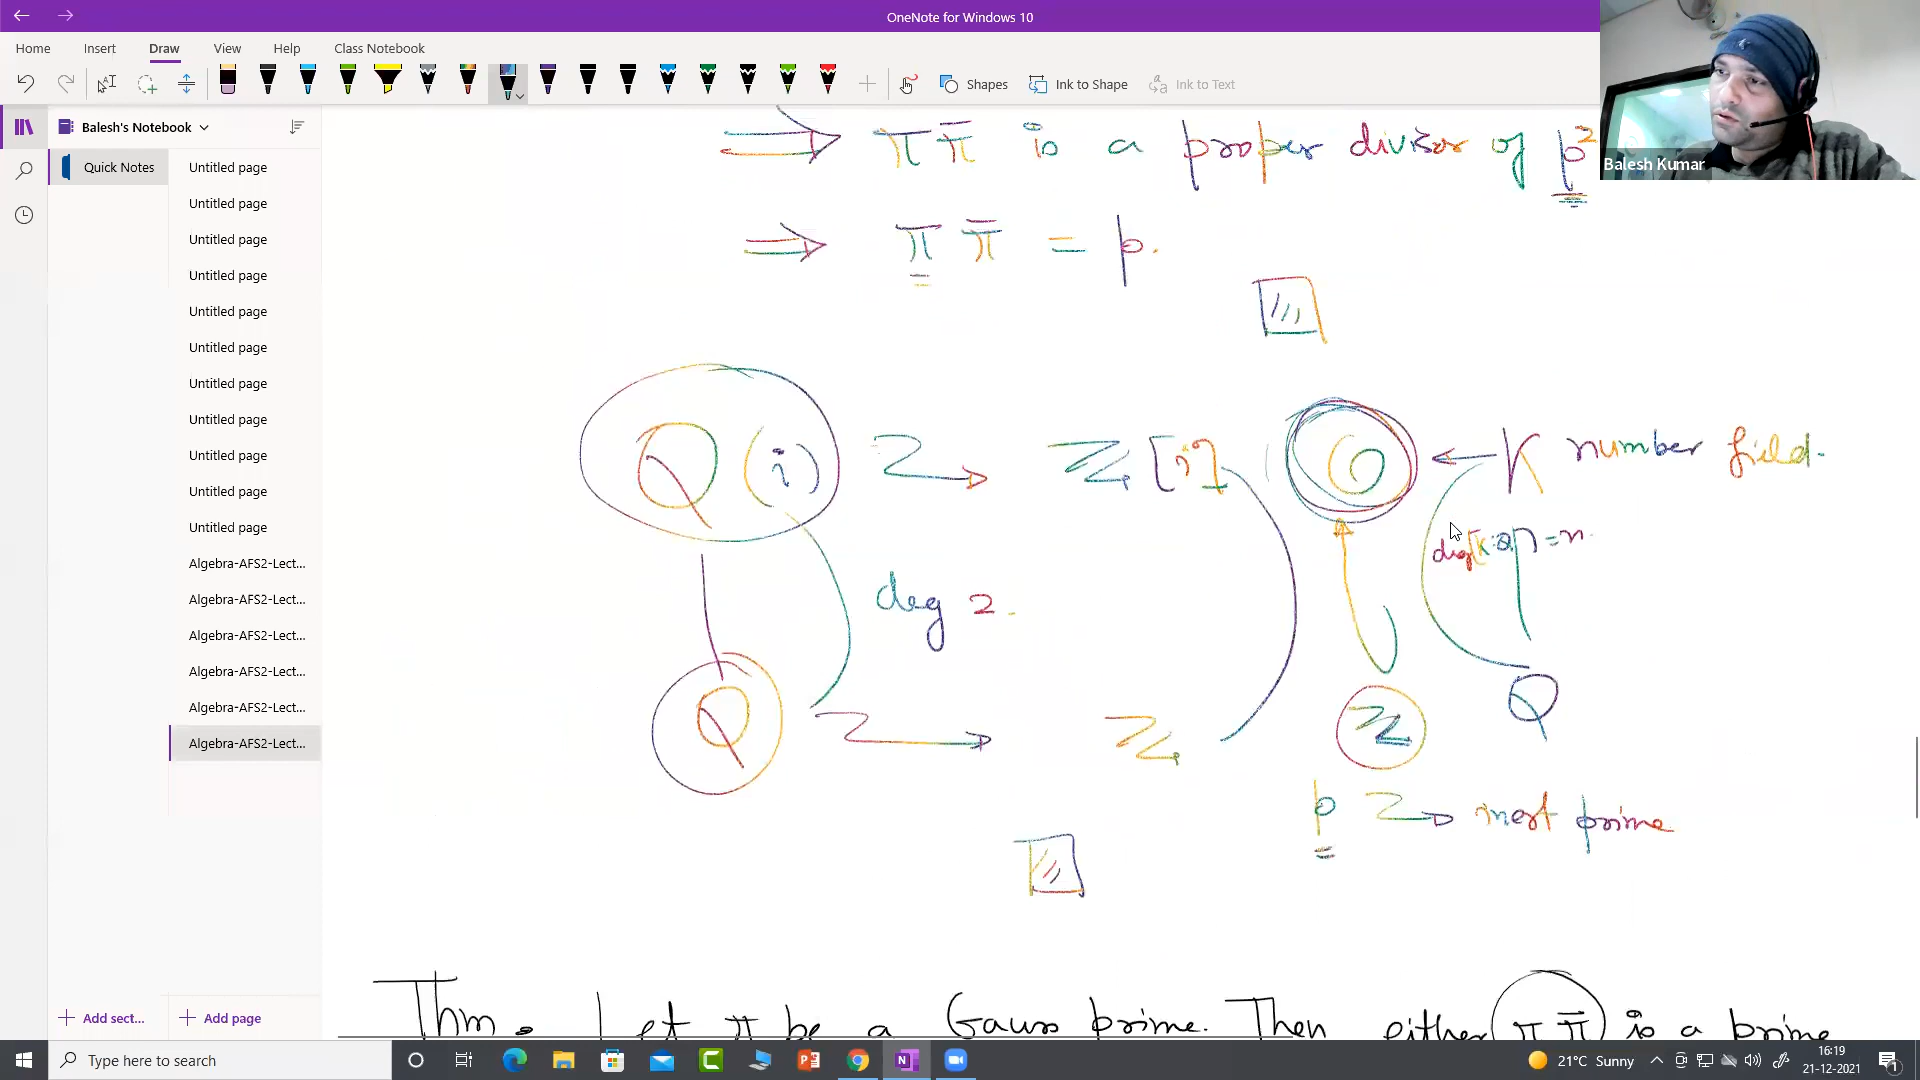 OneNote for Windows 10
Home Insert Draw View Help Class Notebook
Shapes Ink to Shape Ink to Text
Balesh's Notebook
Quick Notes
Untitled page
Untitled page
Untitled page
Untitled page
Untitled page
Untitled page
Untitled page
Untitled page
Untitled page
Untitled page
Untitled page
Algebra-AFS2-Lect...
Algebra-AFS2-Lect...
Algebra-AFS2-Lect...
Algebra-AFS2-Lect...
Algebra-AFS2-Lect...
Algebra-AFS2-Lect...
Add sect...
Add page
Balesh Kumar
⟹ π π̄ is a proper divisor of p²
⟹ π π̄ = p.
Q(i) → Z[i] O ← K number field.
deg[K:Q] = n.
deg 2.
Q → Z Z Q
p → inert prime
Thm. Let π be a Gauss prime. Then either π π̄ is a prime
Type here to search
21°C Sunny
16:19
21-12-2021
1